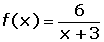 f(x) = 6/(x + 3)